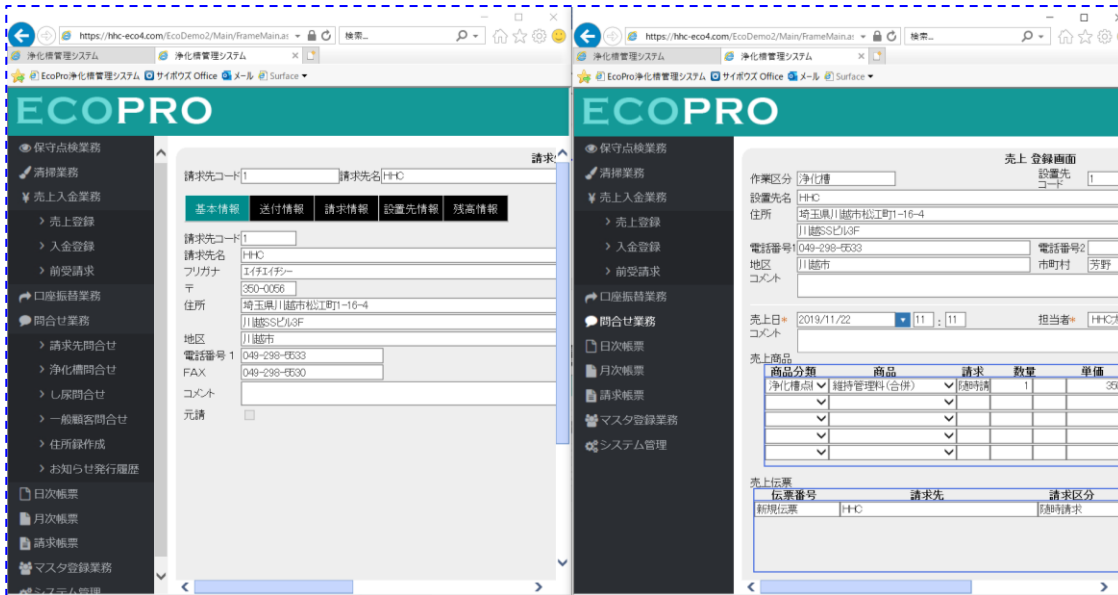 https://hhc-eco4.com/EcoDemo2/Main/FrameMain.as
検索...
浄化槽管理システム
浄化槽管理システム
EcoPro浄化槽管理システム サイボウズ Office メール Surface
ECOPRO
保守点検業務
清掃業務
売上入金業務
売上登録
入金登録
前受請求
口座振替業務
問合せ業務
請求先問合せ
浄化槽問合せ
し尿問合せ
一般顧客問合せ
住所録作成
お知らせ発行履歴
日次帳票
月次帳票
請求帳票
マスタ登録業務
システム管理
請求
請求先コード 1 請求先名 HHC
基本情報 送付情報 請求情報 設置先情報 残高情報
請求先コード 1
請求先名 HHC
フリガナ エイチエイチシー
〒 350-0056
住所 埼玉県川越市松江町1-16-4
川越SSビル3F
地区 川越市
電話番号 1 049-298-5533
FAX 049-298-5530
コメント
元請
https://hhc-eco4.com/EcoDemo2/Main/FrameMain.as
検索...
浄化槽管理システム
浄化槽管理システム
EcoPro浄化槽管理システム サイボウズ Office メール Surface
ECOPRO
保守点検業務
清掃業務
¥ 売上入金業務
売上登録
入金登録
前受請求
口座振替業務
問合せ業務
日次帳票
月次帳票
請求帳票
マスタ登録業務
システム管理
売上 登録画面
作業区分 浄化槽 設置先コード 1
設置先名 HHC
住所 埼玉県川越市松江町1-16-4
川越SSビル3F
電話番号1 049-298-5533 電話番号2
地区 川越市 市町村 芳野
コメント
売上日* 2019/11/22 11 : 11 担当者* HHC
コメント
売上商品
商品分類 商品 請求 数量 単価
浄化槽点 維持管理料(合併) 随時請 1 350
売上伝票
伝票番号 請求先 請求区分
新規伝票 HHC 随時請求